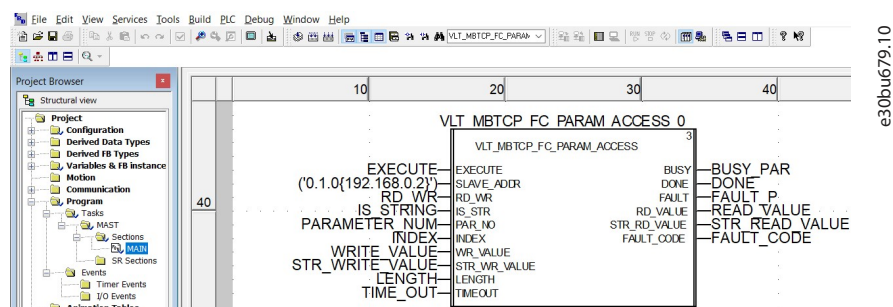 File Edit View Services Tools Build PLC Debug Window Help
VLT_MBTCP_FC_PARAM
Project Browser
Structural view
Project
Configuration
Derived Data Types
Derived FB Types
Variables & FB instance
Motion
Communication
Program
Tasks
MAST
Sections
MAIN
SR Sections
Events
Timer Events
I/O Events
Animation Tables
10 20 30 40
40
VLT_MBTCP_FC_PARAM_ACCESS_0
3
VLT_MBTCP_FC_PARAM_ACCESS
EXECUTE EXECUTE BUSY BUSY_PAR
('0.1.0{192.168.0.2}') SLAVE_ADDR DONE DONE
RD_WR RD_WR FAULT FAULT_P
IS_STRING IS_STR RD_VALUE READ_VALUE
PARAMETER_NUM PAR_NO STR_RD_VALUE STR_READ_VALUE
INDEX INDEX FAULT_CODE FAULT_CODE
WRITE_VALUE WR_VALUE
STR_WRITE_VALUE STR_WR_VALUE
LENGTH LENGTH
TIME_OUT TIMEOUT
e30bu679.10